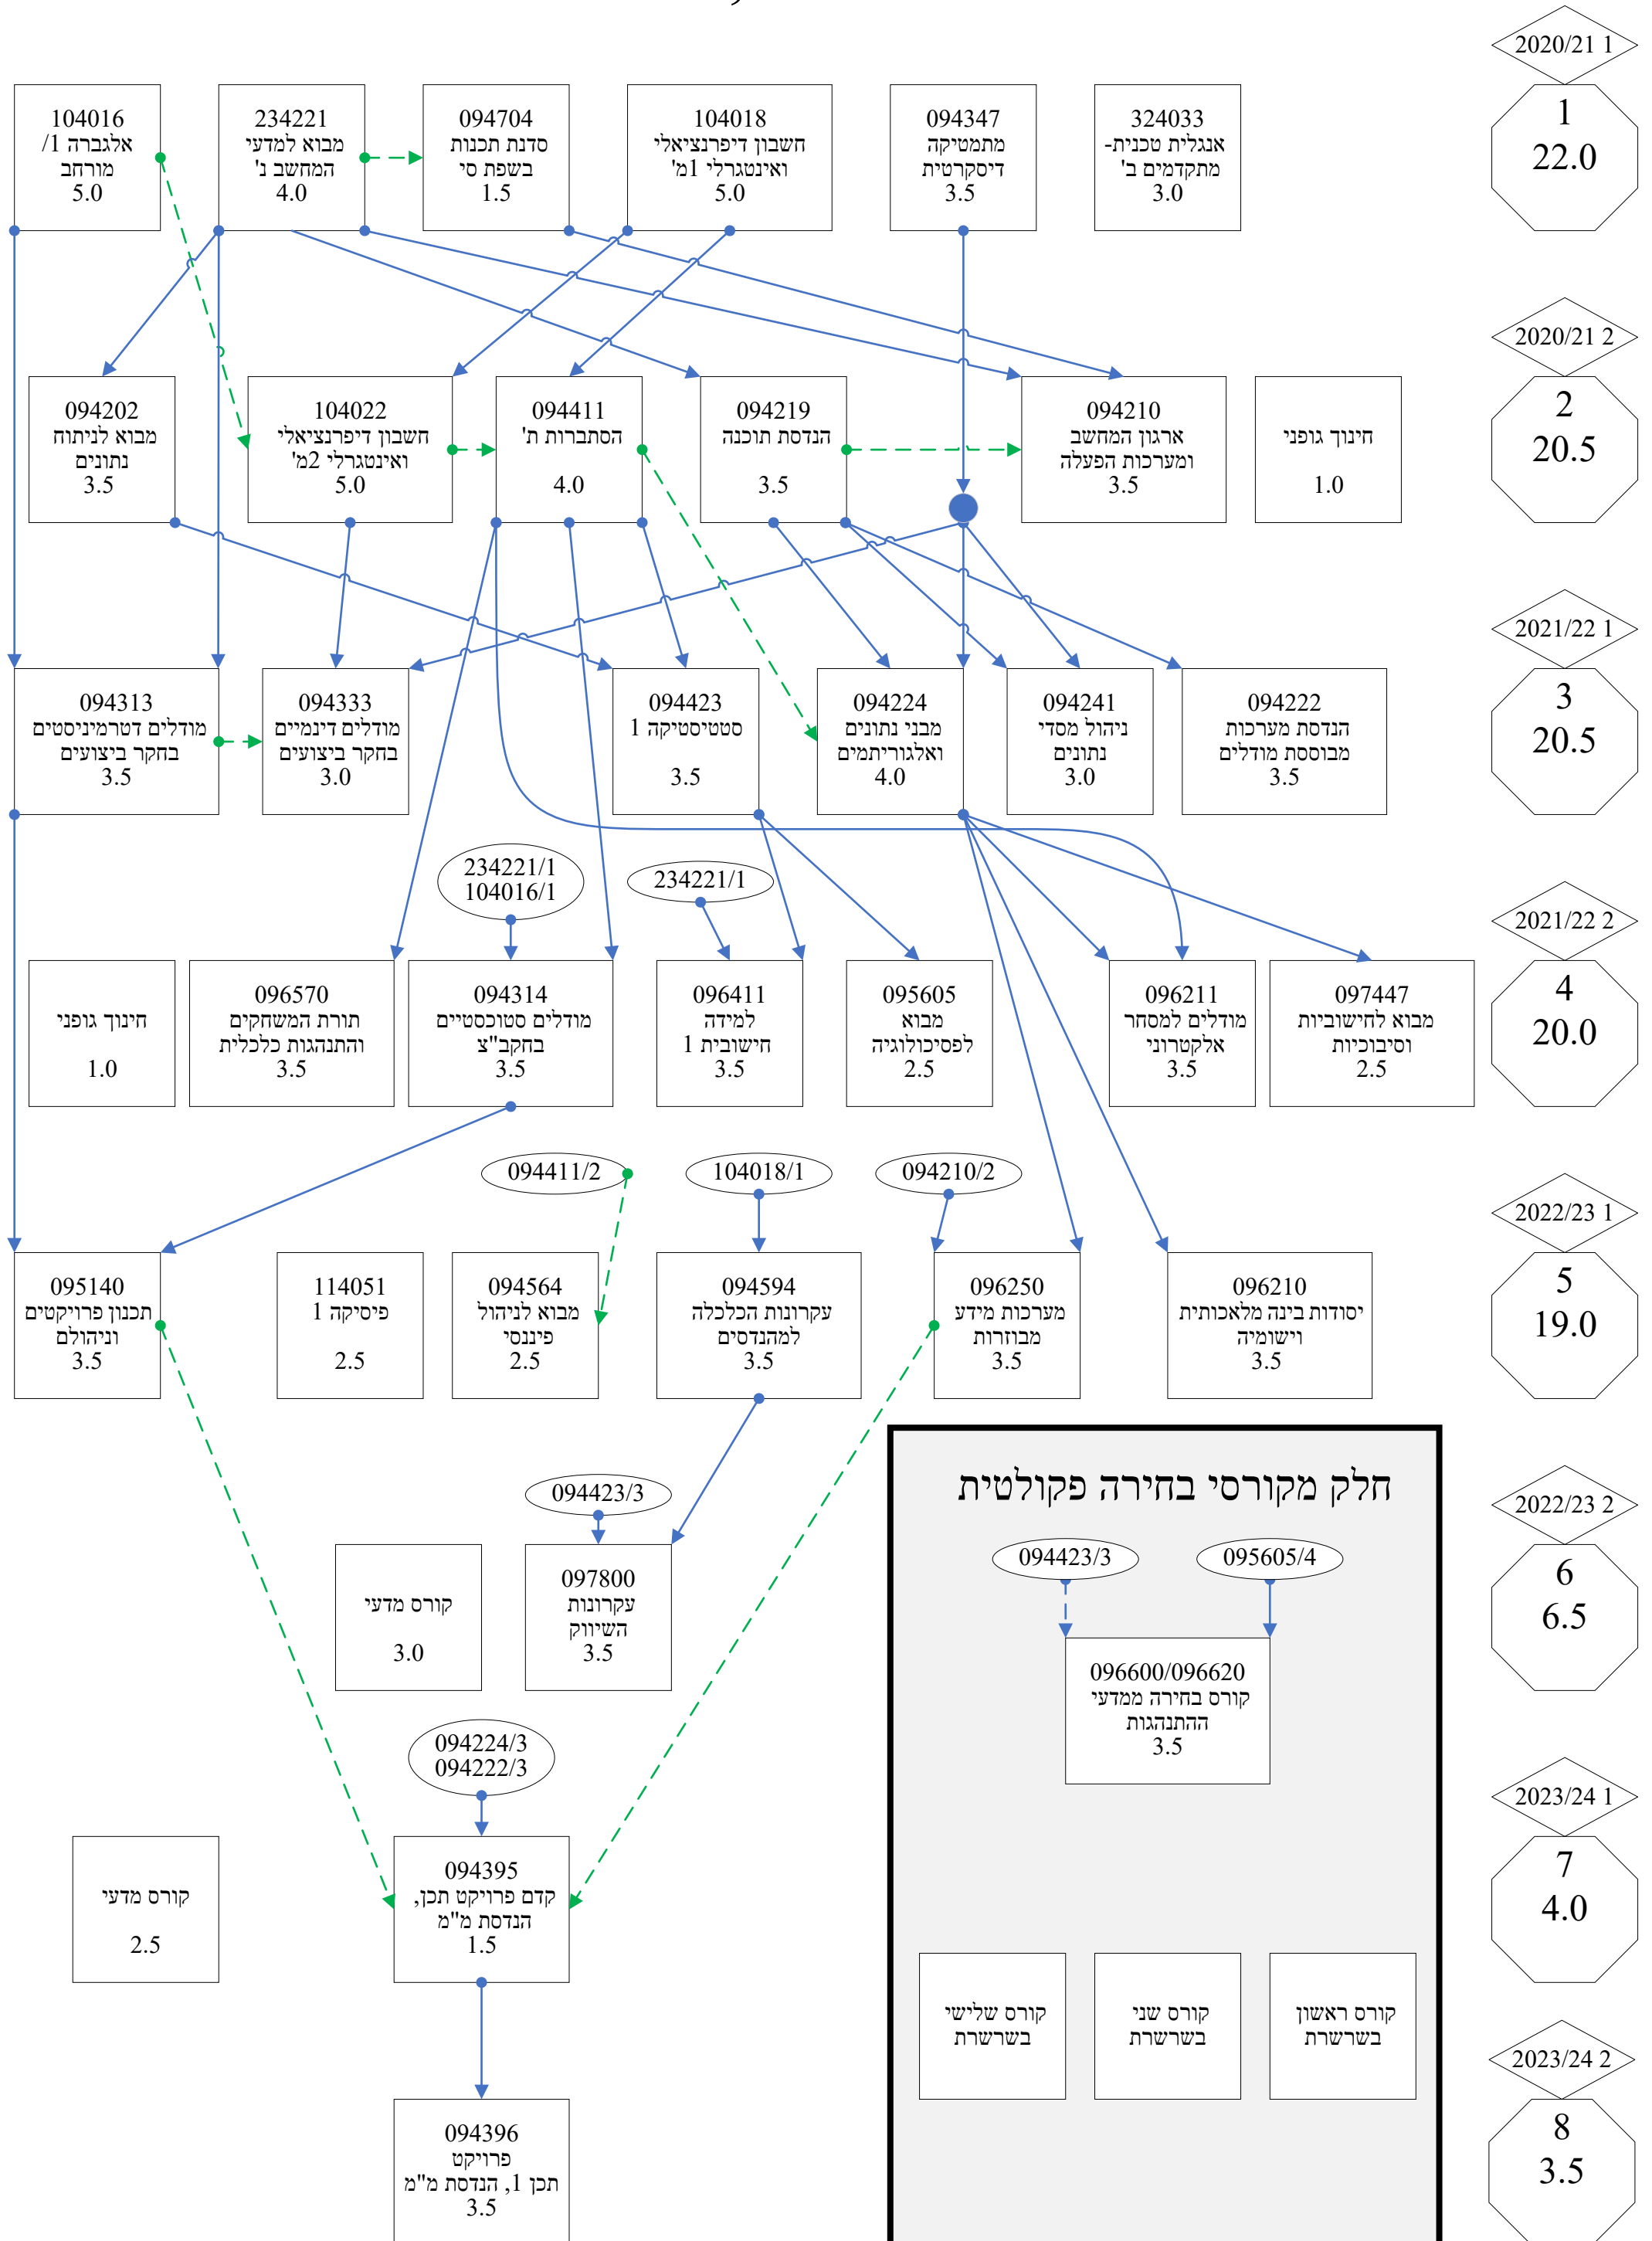 2020/21 1
1
22.0
324033
אנגלית טכנית-
מתקדמים ב'
3.0
094347
מתמטיקה
דיסקרטית
3.5
104018
חשבון דיפרנציאלי
ואינטגרלי 1מ'
5.0
094704
סדנת תכנות
בשפת סי
1.5
234221
מבוא למדעי
המחשב נ'
4.0
104016
אלגברה 1/
מורחב
5.0
2020/21 2
2
20.5
חינוך גופני
1.0
094210
ארגון המחשב
ומערכות הפעלה
3.5
094219
הנדסת תוכנה
3.5
094411
הסתברות ת'
4.0
104022
חשבון דיפרנציאלי
ואינטגרלי 2מ'
5.0
094202
מבוא לניתוח
נתונים
3.5
2021/22 1
3
20.5
094222
הנדסת מערכות
מבוססת מודלים
3.5
094241
ניהול מסדי
נתונים
3.0
094224
מבני נתונים
ואלגוריתמים
4.0
094423
סטטיסטיקה 1
3.5
094333
מודלים דינמיים
בחקר ביצועים
3.0
094313
מודלים דטרמיניסטים
בחקר ביצועים
3.5
234221/1
234221/1
104016/1
2021/22 2
4
20.0
097447
מבוא לחישוביות
וסיבוכיות
2.5
096211
מודלים למסחר
אלקטרוני
3.5
095605
מבוא
לפסיכולוגיה
2.5
096411
למידה
חישובית 1
3.5
094314
מודלים סטוכסטיים
בחקב"צ
3.5
096570
תורת המשחקים
והתנהגות כלכלית
3.5
חינוך גופני
1.0
094210/2
104018/1
094411/2
2022/23 1
5
19.0
096210
יסודות בינה מלאכותית
ויישומיה
3.5
096250
מערכות מידע
מבוזרות
3.5
094594
עקרונות הכלכלה
למהנדסים
3.5
094564
מבוא לניהול
פיננסי
2.5
114051
פיסיקה 1
2.5
095140
תכנון פרויקטים
וניהולם
3.5
2022/23 2
6
6.5
094423/3
097800
עקרונות
השיווק
3.5
קורס מדעי
3.0
094224/3
094222/3
2023/24 1
7
4.0
094395
קדם פרויקט תכן,
הנדסת מ"מ
1.5
קורס מדעי
2.5
2023/24 2
8
3.5
094396
פרויקט
תכן 1, הנדסת מ"מ
3.5
חלק מקורסי בחירה פקולטית
095605/4
094423/3
096600/096620
קורס בחירה ממדעי
ההתנהגות
3.5
קורס ראשון
בשרשרת
קורס שני
בשרשרת
קורס שלישי
בשרשרת